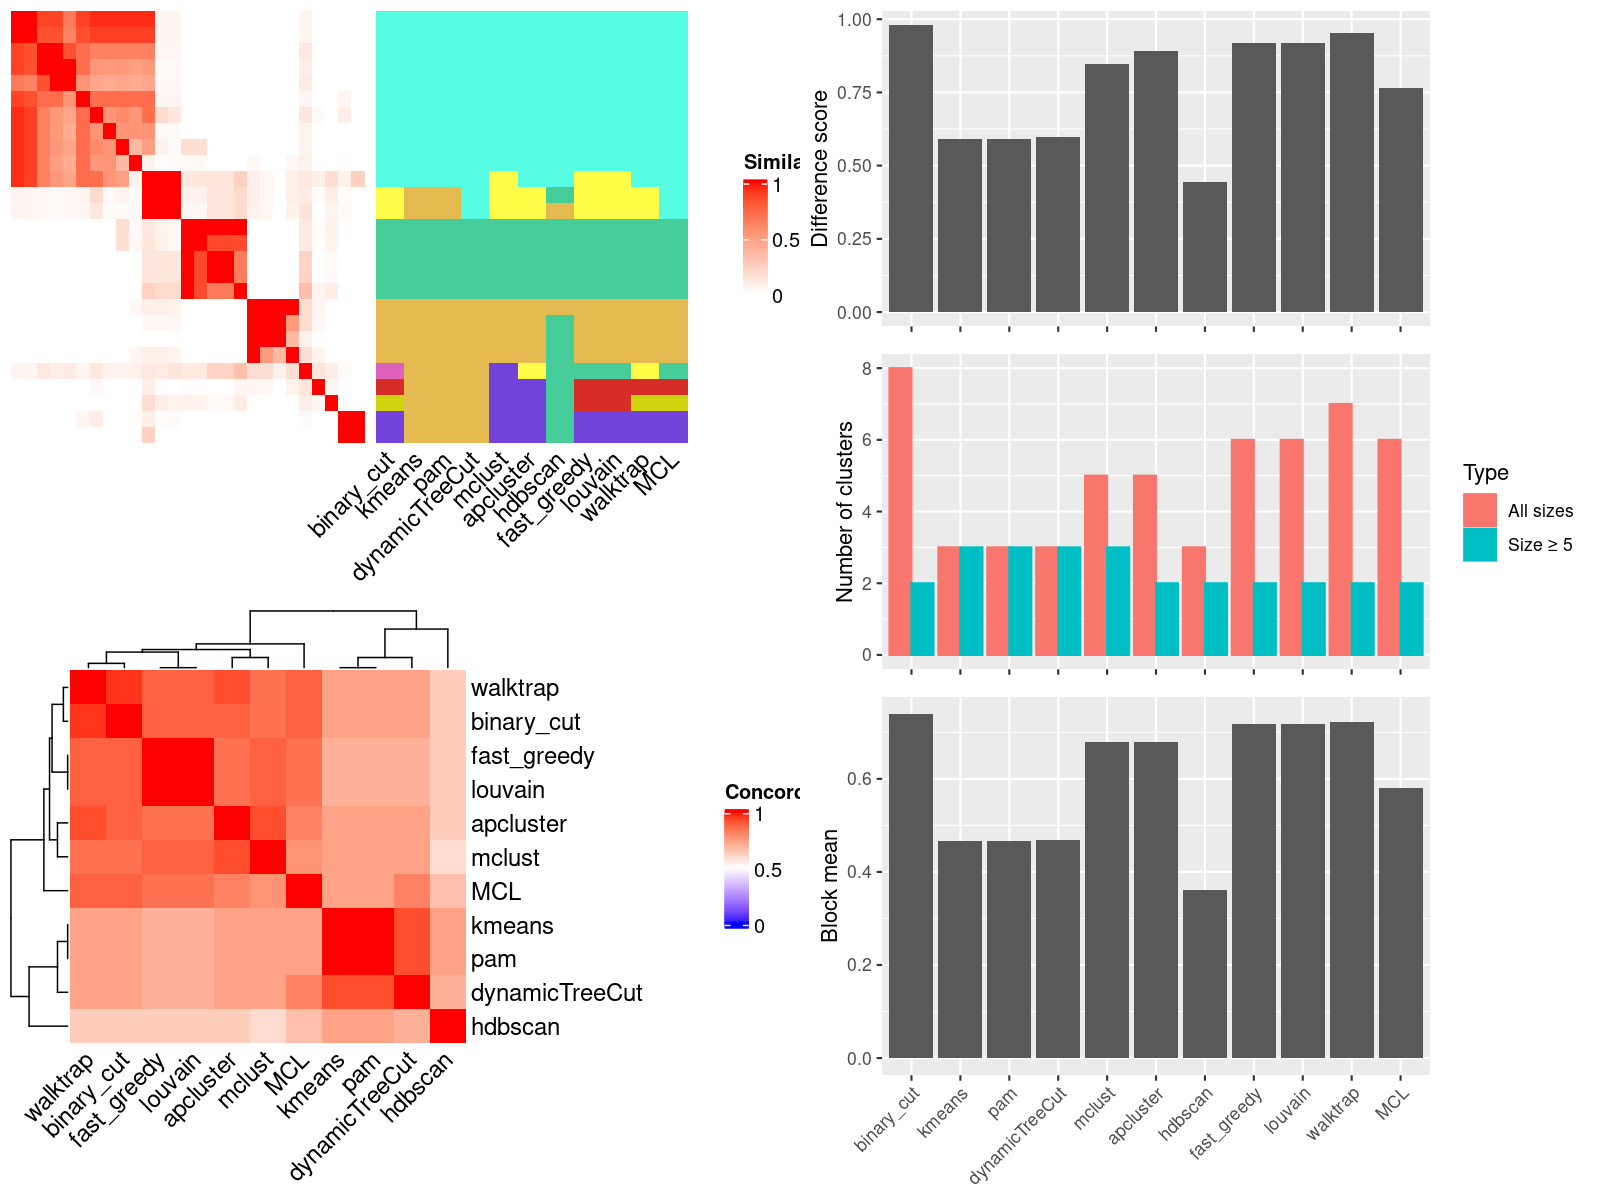 Simila
1
0.5
0
binary_cut
kmeans
pam
dynamicTreeCut
mclust
apcluster
hdbscan
fast_greedy
louvain
walktrap
MCL
walktrap
binary_cut
fast_greedy
louvain
apcluster
mclust
MCL
kmeans
pam
dynamicTreeCut
hdbscan
Concord
1
0.5
0
walktrap
binary_cut
fast_greedy
louvain
apcluster
mclust
MCL
kmeans
pam
dynamicTreeCut
hdbscan
Difference score
1.00
0.75
0.50
0.25
0.00
Number of clusters
8
6
4
2
0
Type
All sizes
Size ≥ 5
Block mean
0.6
0.4
0.2
0.0
binary_cut
kmeans
pam
dynamicTreeCut
mclust
apcluster
hdbscan
fast_greedy
louvain
walktrap
MCL